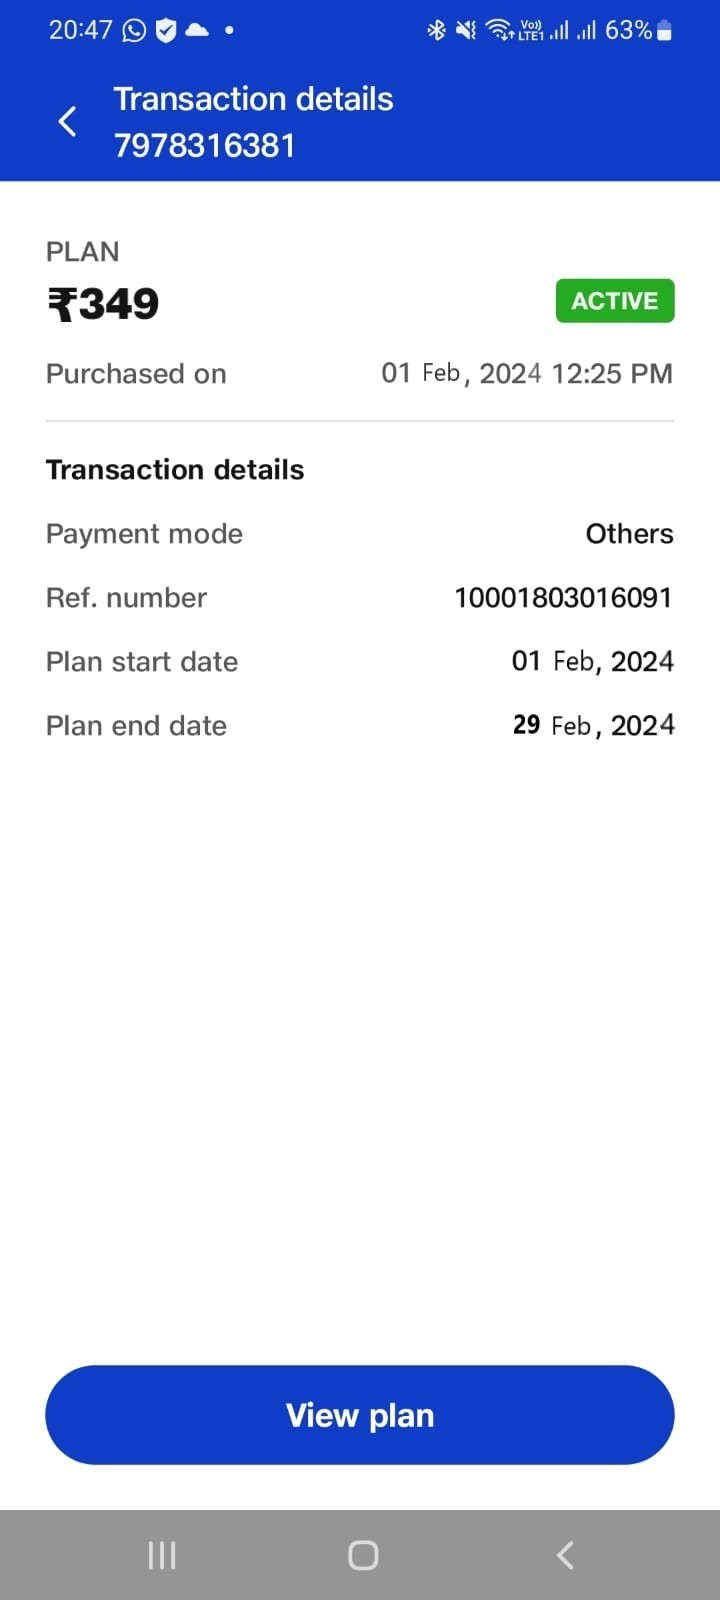 20:47 Vo)) LTE1 63%
Transaction details
7978316381
PLAN
₹349 ACTIVE
Purchased on 01 Feb, 2024 12:25 PM
Transaction details
Payment mode Others
Ref. number 10001803016091
Plan start date 01 Feb, 2024
Plan end date 29 Feb, 2024
View plan